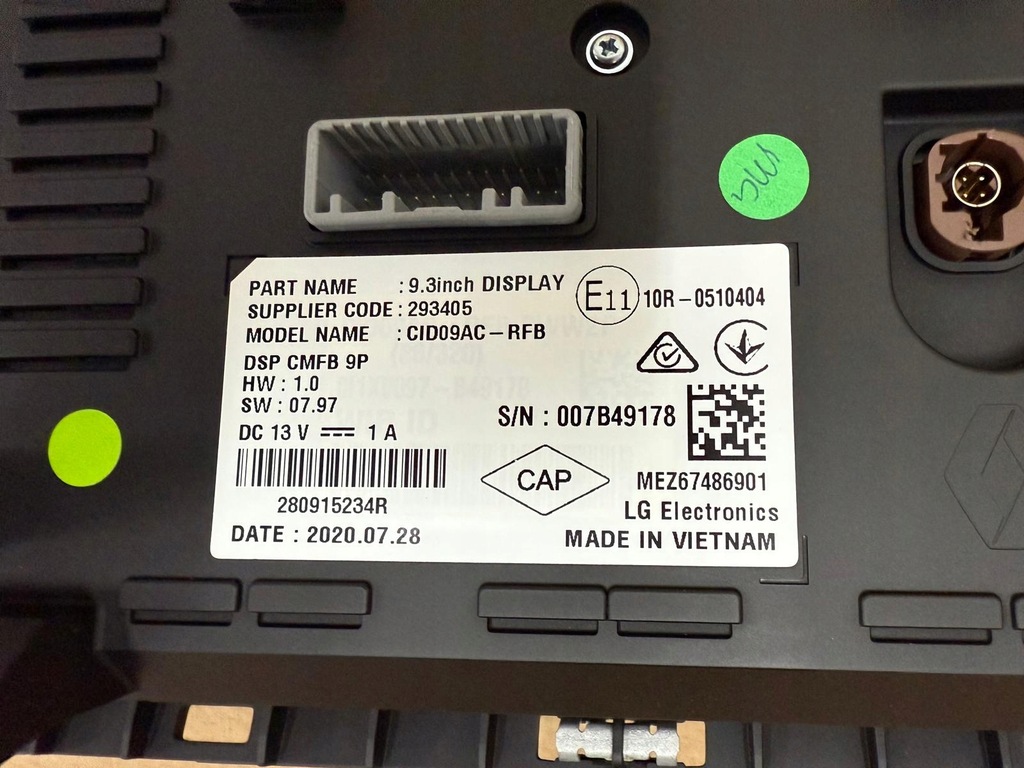 PART NAME : 9.3inch DISPLAY
SUPPLIER CODE : 293405
MODEL NAME : CID09AC-RFB
DSP CMFB 9P
HW : 1.0
SW : 07.97
DC 13 V ⎓ 1 A
280915234R
DATE : 2020.07.28
E11 10R-0510404
S/N : 007B49178
CAP
MEZ67486901
LG Electronics
MADE IN VIETNAM